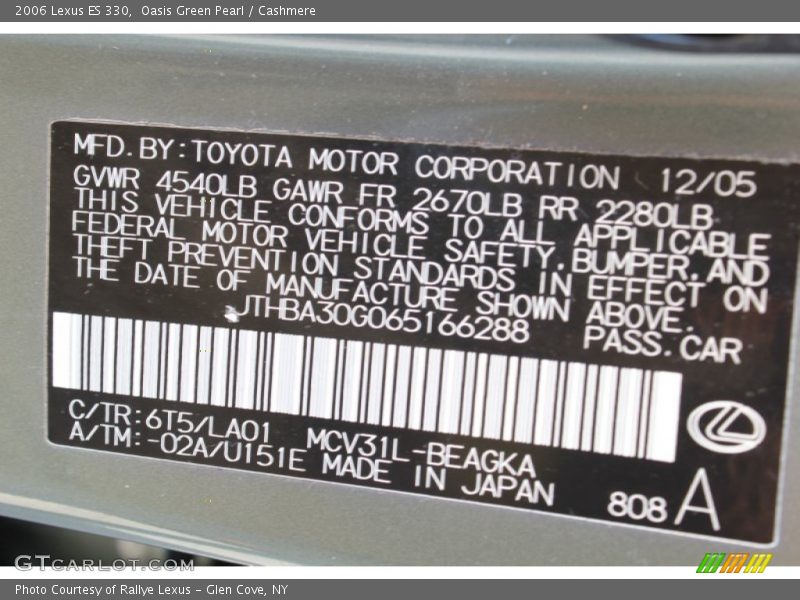 2006 Lexus ES 330,  Oasis Green Pearl / Cashmere
MFD. BY: TOYOTA MOTOR CORPORATION 12/05
GVWR 4540LB GAWR FR 2670LB RR 2280LB
THIS VEHICLE CONFORMS TO ALL APPLICABLE
FEDERAL MOTOR VEHICLE SAFETY, BUMPER, AND
THEFT PREVENTION STANDARDS IN EFFECT ON
THE DATE OF MANUFACTURE SHOWN ABOVE.
JTHBA30G065166288 PASS. CAR
C/TR: 6T5/LA01 MCV31L-BEAGKA
A/TM: -02A/U151E MADE IN JAPAN
808 A
GTCARLOT.COM
Photo Courtesy of Rallye Lexus - Glen Cove, NY